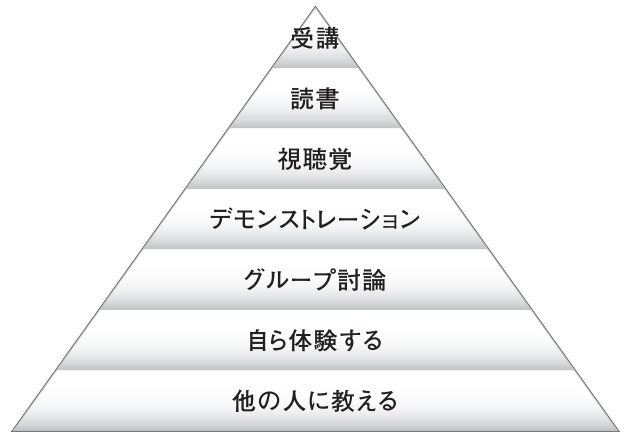 受講
読書
視聴覚
デモンストレーション
グループ討論
自ら体験する
他の人に教える